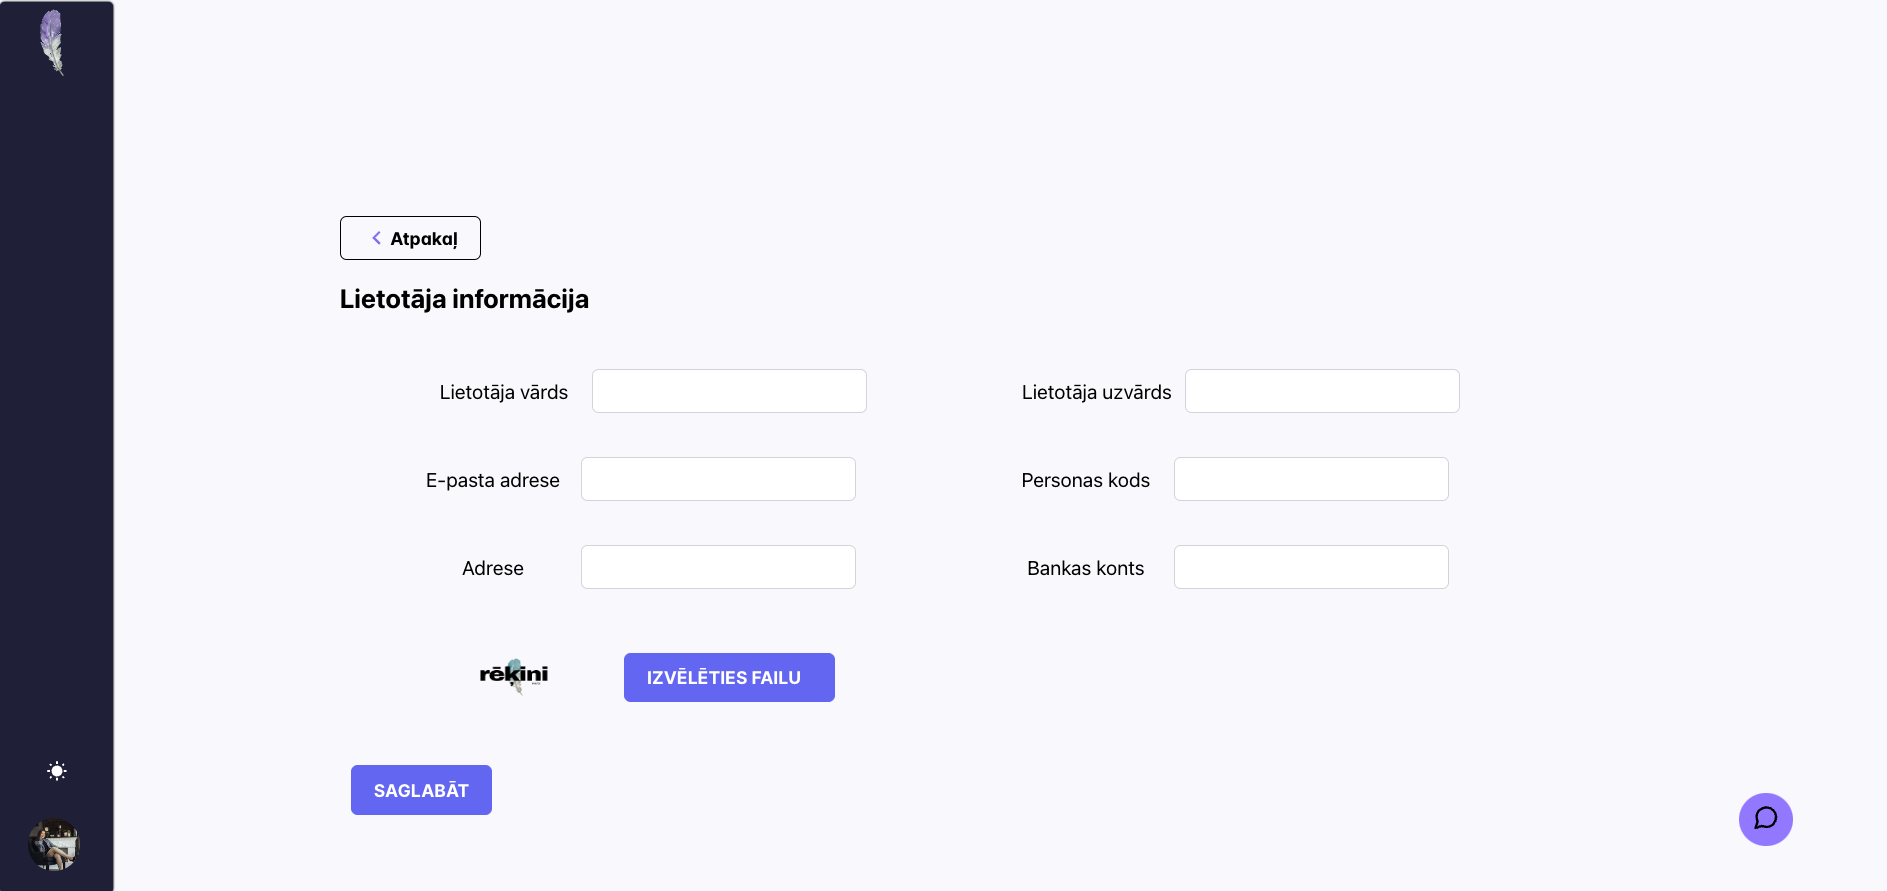 Atpakaļ
Lietotāja informācija
Lietotāja vārds
Lietotāja uzvārds
E-pasta adrese
Personas kods
Adrese
Bankas konts
rēķini
IZVĒLĒTIES FAILU
SAGLABĀT